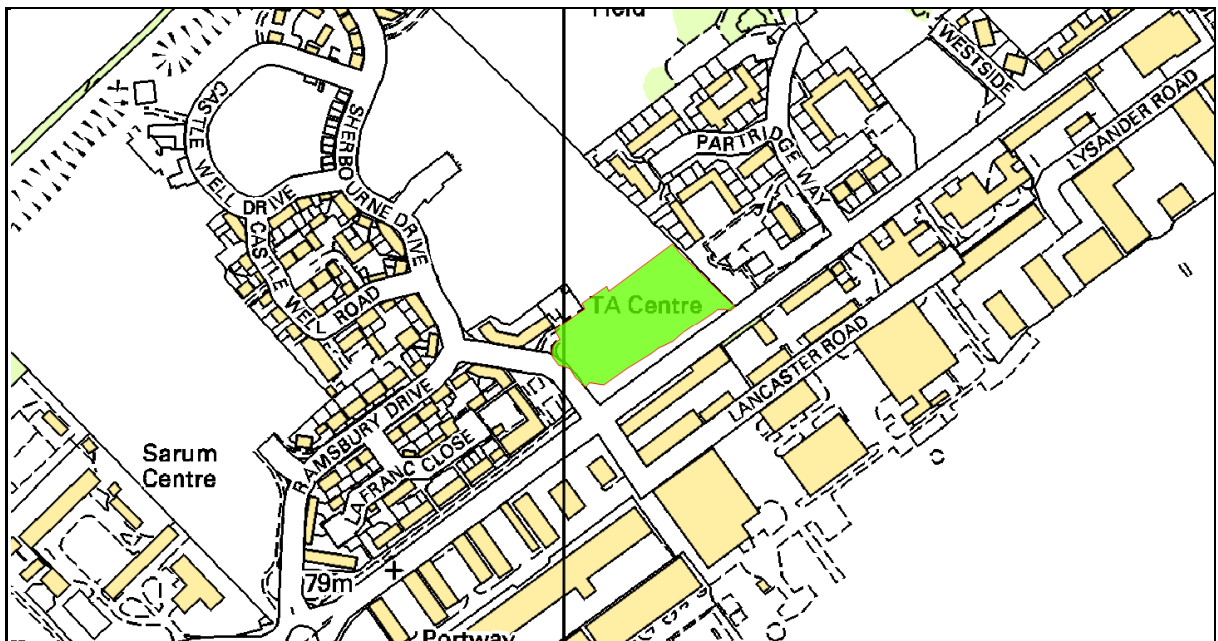 Field
WESTSIDE
CASTLE WELL DRIVE
SHERBOURNE DRIVE
PARTRIDGE WAY
LYSANDER ROAD
CASTLE WELL ROAD
TA Centre
LANCASTER ROAD
RAMSBURY DRIVE
LAFRANC CLOSE
Sarum
Centre
79m
Portway